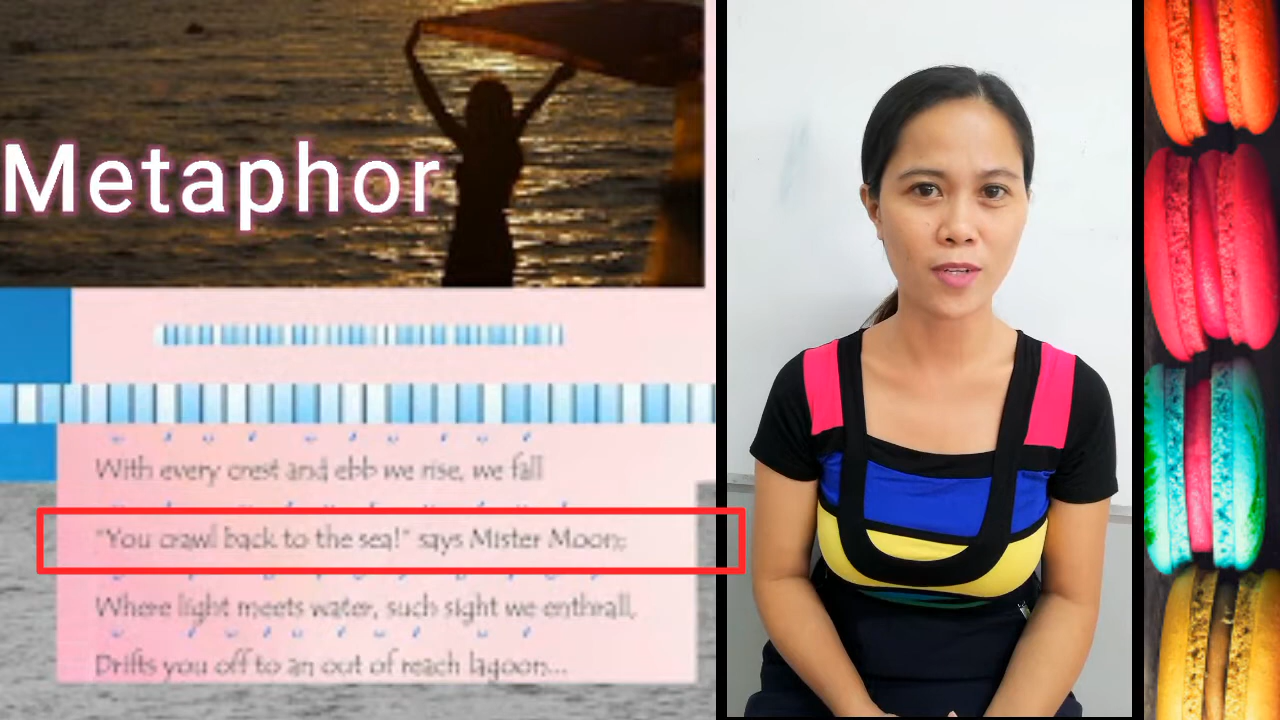 Metaphor
With every crest and ebb we rise, we fall
"You crawl back to the sea!" says Mister Moon;
Where light meets water, such sight we enthrall,
Drifts you off to an out of reach lagoon...